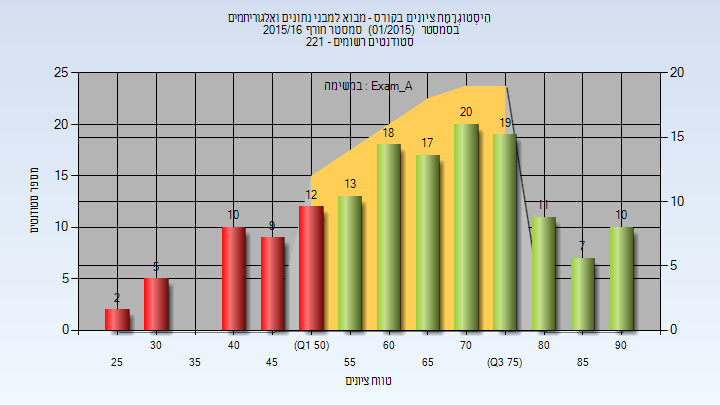 הִיסְטוֹגְרָמַת ציונים בקורס - מבוא למבני נתונים ואלגוריתמים
בסמסטר (01/2015) סמסטר חורף 2015/16
סטודנטים רשומים - 221
במשימה : Exam_A
מספר סטודנטים
25 20 15 10 5 0
20 15 10 5 0
2 5 10 9 12 13 18 17 20 19 11 7 10
30 40 (Q1 50) 60 70 80 90
25 35 45 55 65 (Q3 75) 85
טווח ציונים